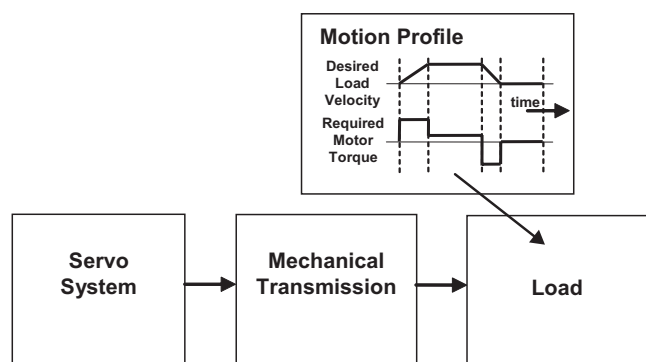 Motion Profile
Desired
Load
Velocity
time
Required
Motor
Torque
Servo
System
Mechanical
Transmission
Load